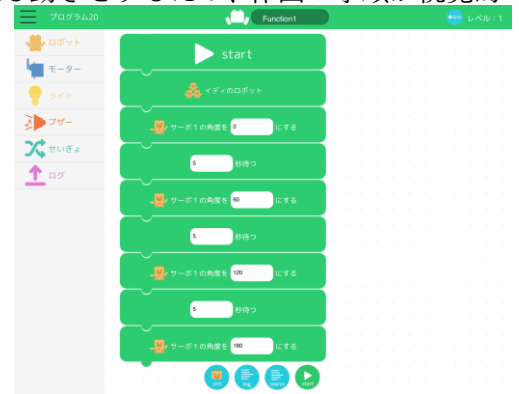 プログラム20
Function1
レベル:1
ロボット
モーター
ライト
ブザー
せいぎょ
ログ
start
イディのロボット
サーボ1の角度を 0 にする
5 秒待つ
サーボ1の角度を 60 にする
5 秒待つ
サーボ1の角度を 120 にする
5 秒待つ
サーボ1の角度を 180 にする
log
source
start